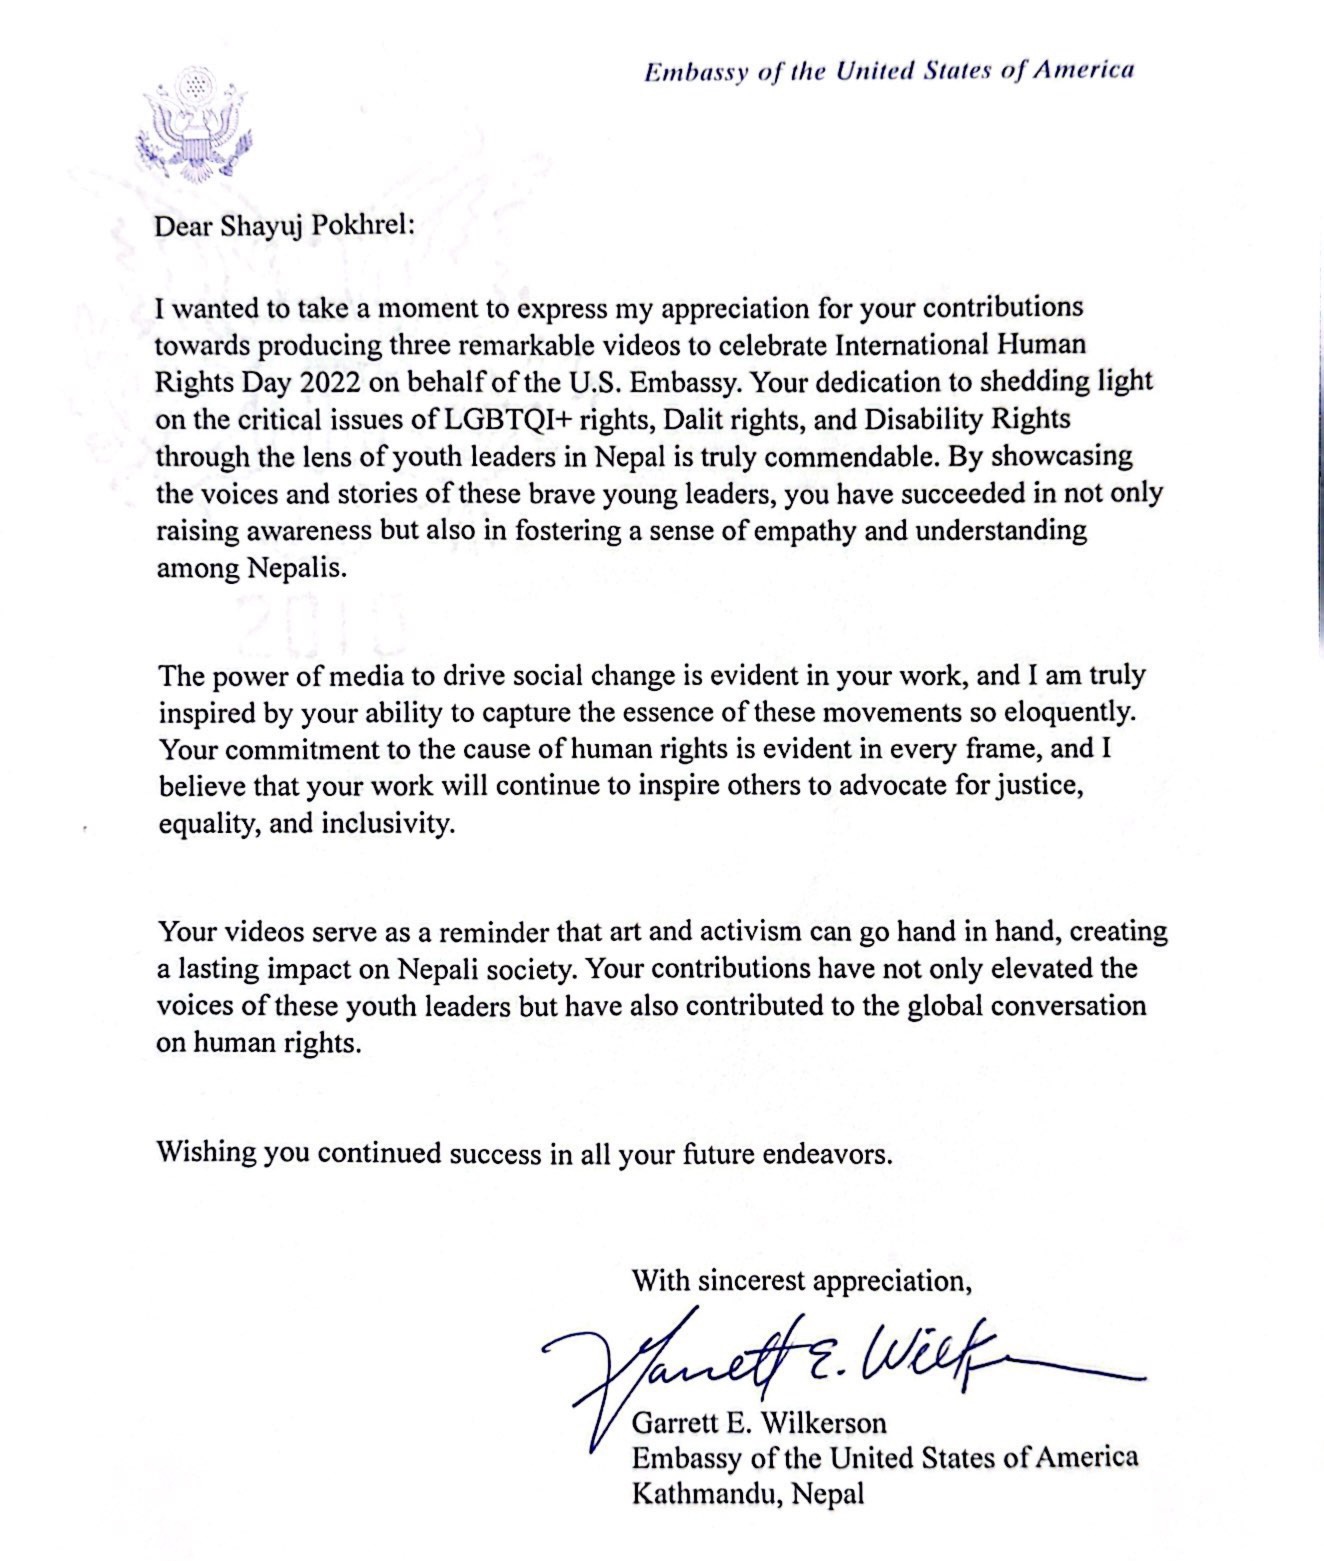 Embassy of the United States of America
Dear Shayuj Pokhrel:
I wanted to take a moment to express my appreciation for your contributions
towards producing three remarkable videos to celebrate International Human
Rights Day 2022 on behalf of the U.S. Embassy. Your dedication to shedding light
on the critical issues of LGBTQI+ rights, Dalit rights, and Disability Rights
through the lens of youth leaders in Nepal is truly commendable. By showcasing
the voices and stories of these brave young leaders, you have succeeded in not only
raising awareness but also in fostering a sense of empathy and understanding
among Nepalis.
The power of media to drive social change is evident in your work, and I am truly
inspired by your ability to capture the essence of these movements so eloquently.
Your commitment to the cause of human rights is evident in every frame, and I
believe that your work will continue to inspire others to advocate for justice,
equality, and inclusivity.
Your videos serve as a reminder that art and activism can go hand in hand, creating
a lasting impact on Nepali society. Your contributions have not only elevated the
voices of these youth leaders but have also contributed to the global conversation
on human rights.
Wishing you continued success in all your future endeavors.
With sincerest appreciation,
Garrett E. Wilk
Garrett E. Wilkerson
Embassy of the United States of America
Kathmandu, Nepal